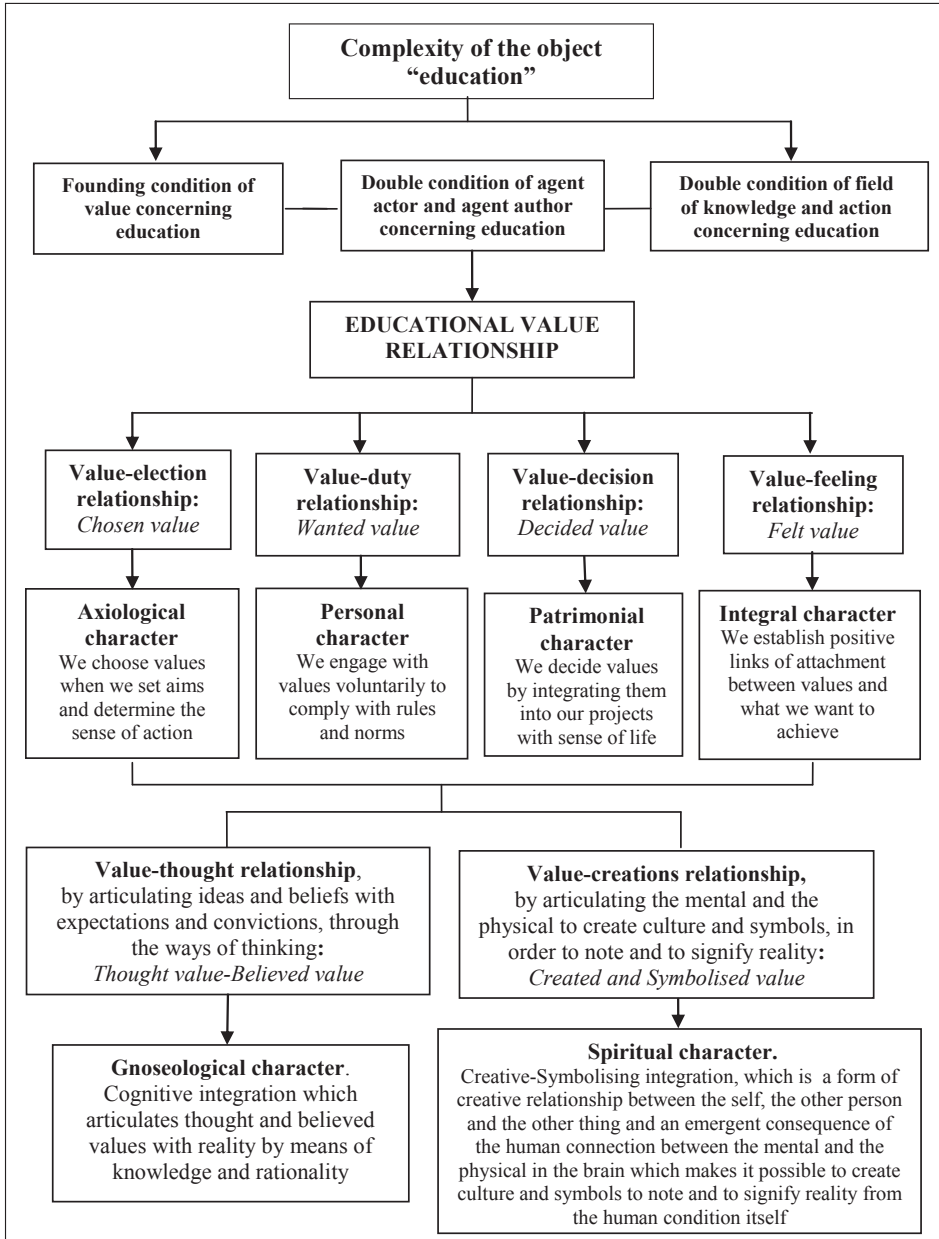 Complexity of the object
“education”
Founding condition of
value concerning
education
Double condition of agent
actor and agent author
concerning education
Double condition of field
of knowledge and action
concerning education
EDUCATIONAL VALUE
RELATIONSHIP
Value-election
relationship:
Chosen value
Value-duty
relationship:
Wanted value
Value-decision
relationship:
Decided value
Value-feeling
relationship:
Felt value
Axiological
character
We choose values
when we set aims
and determine the
sense of action
Personal
character
We engage with
values voluntarily to
comply with rules
and norms
Patrimonial
character
We decide values
by integrating them
into our projects
with sense of life
Integral character
We establish positive
links of attachment
between values and
what we want to
achieve
Value-thought relationship,
by articulating ideas and beliefs with
expectations and convictions, through
the ways of thinking:
Thought value-Believed value
Value-creations relationship,
by articulating the mental and the
physical to create culture and symbols, in
order to note and to signify reality:
Created and Symbolised value
Gnoseological character.
Cognitive integration which
articulates thought and believed
values with reality by means of
knowledge and rationality
Spiritual character.
Creative-Symbolising integration, which is a form of
creative relationship between the self, the other person
and the other thing and an emergent consequence of
the human connection between the mental and the
physical in the brain which makes it possible to create
culture and symbols to note and to signify reality from
the human condition itself